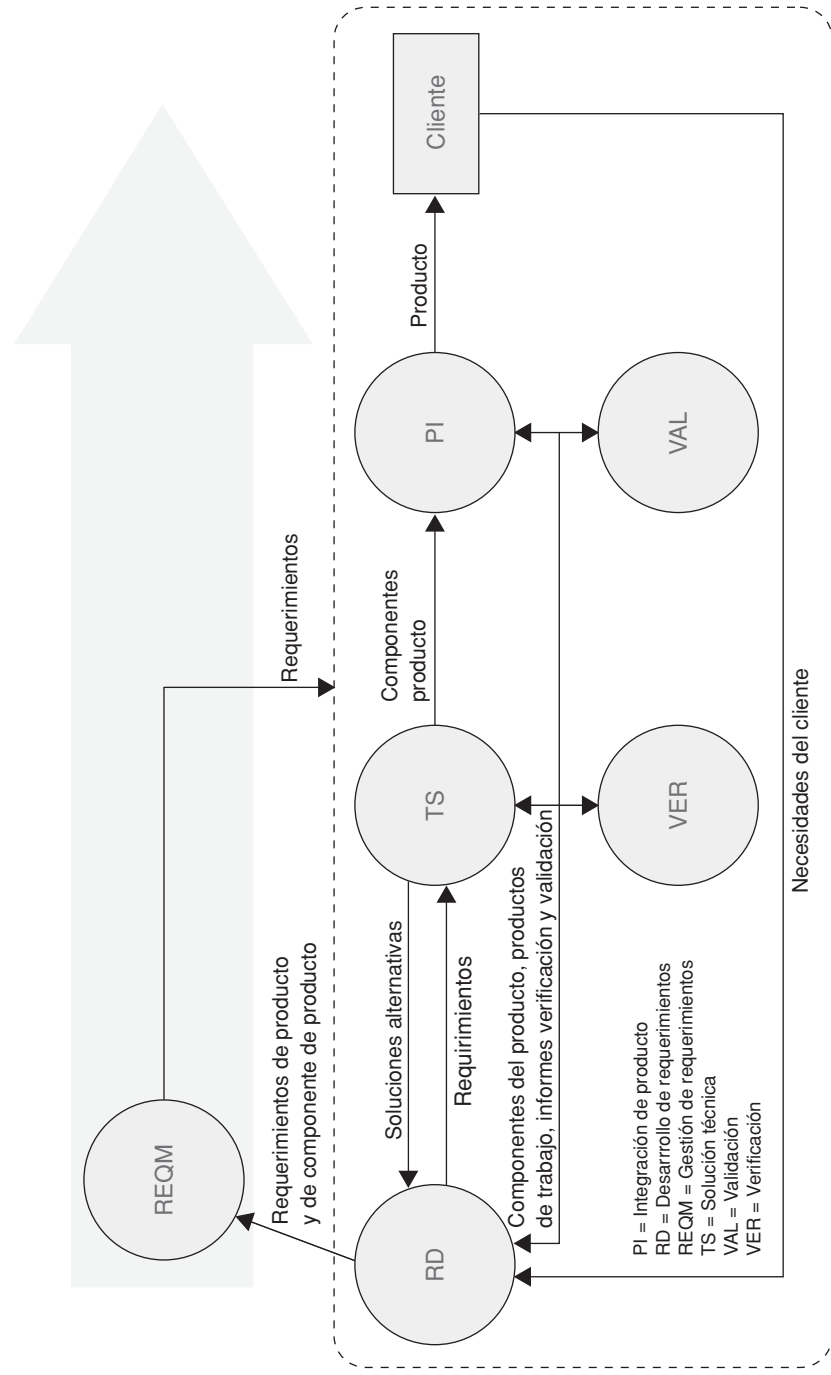 REQM
Requerimientos de producto
y de componente de producto
Requerimientos
RD
Soluciones alternativas
Requirimientos
TS
Componentes
producto
PI
Producto
Cliente
Componentes del producto, productos
de trabajo, informes verificación y validación
VER
VAL
PI = Integración de producto
RD = Desarrrollo de requerimientos
REQM = Gestión de requerimientos
TS = Solución técnica
VAL = Validación
VER = Verificación
Necesidades del cliente